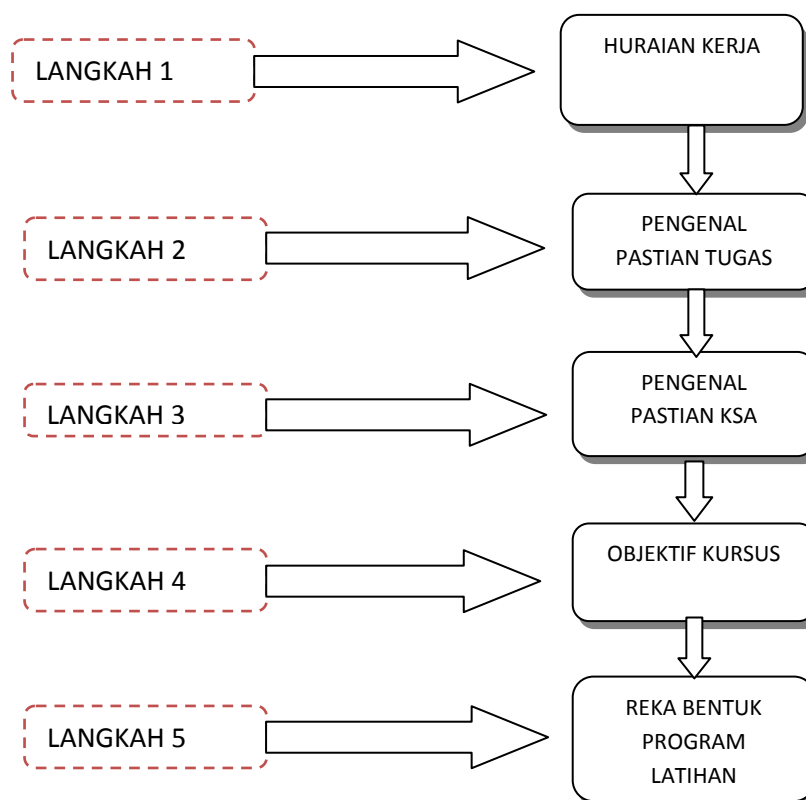 LANGKAH 1
HURAIAN KERJA
LANGKAH 2
PENGENAL
PASTIAN TUGAS
LANGKAH 3
PENGENAL
PASTIAN KSA
LANGKAH 4
OBJEKTIF KURSUS
LANGKAH 5
REKA BENTUK
PROGRAM
LATIHAN